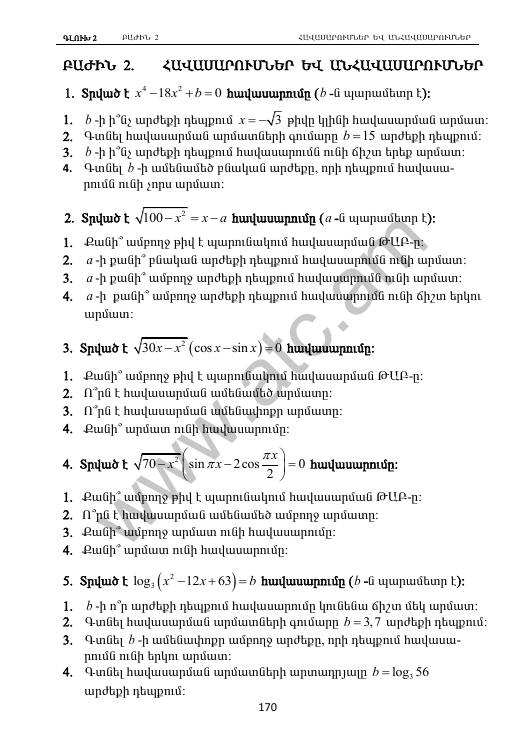 ԳԼՈՒԽ 2 ԲԱԺԻՆ 2 ՀԱՎԱՍԱՐՈՒՄՆԵՐ ԵՎ ԱՆՀԱՎԱՍԱՐՈՒՄՆԵՐ
ԲԱԺԻՆ 2. ՀԱՎԱՍԱՐՈՒՄՆԵՐ ԵՎ ԱՆՀԱՎԱՍԱՐՈՒՄՆԵՐ
1. Տրված է x⁴ − 18x² + b = 0 հավասարումը (b -ն պարամետր է):
1. b -ի ի՞նչ արժեքի դեպքում x = −√3 թիվը կլինի հավասարման արմատ:
2. Գտնել հավասարման արմատների գումարը b = 15 արժեքի դեպքում:
3. b -ի ի՞նչ արժեքի դեպքում հավասարումն ունի ճիշտ երեք արմատ:
4. Գտնել b -ի ամենամեծ բնական արժեքը, որի դեպքում հավասա-
րումն ունի չորս արմատ:
2. Տրված է √(100 − x²) = x − a հավասարումը (a -ն պարամետր է):
1. Քանի՞ ամբողջ թիվ է պարունակում հավասարման ԹԱԲ-ը:
2. a -ի քանի՞ բնական արժեքի դեպքում հավասարումն ունի արմատ:
3. a -ի քանի՞ ամբողջ արժեքի դեպքում հավասարումն ունի արմատ:
4. a -ի քանի՞ ամբողջ արժեքի դեպքում հավասարումն ունի ճիշտ երկու
արմատ:
3. Տրված է √(30x − x²) (cos x − sin x) = 0 հավասարումը:
1. Քանի՞ ամբողջ թիվ է պարունակում հավասարման ԹԱԲ-ը:
2. Ո՞րն է հավասարման ամենամեծ արմատը:
3. Ո՞րն է հավասարման ամենափոքր արմատը:
4. Քանի՞ արմատ ունի հավասարումը:
4. Տրված է √(70 − x²) (sin πx − 2cos πx/2) = 0 հավասարումը:
1. Քանի՞ ամբողջ թիվ է պարունակում հավասարման ԹԱԲ-ը:
2. Ո՞րն է հավասարման ամենամեծ ամբողջ արմատը:
3. Քանի՞ ամբողջ արմատ ունի հավասարումը:
4. Քանի՞ արմատ ունի հավասարումը:
5. Տրված է log₃(x² − 12x + 63) = b հավասարումը (b -ն պարամետր է):
1. b -ի ո՞ր արժեքի դեպքում հավասարումը կունենա ճիշտ մեկ արմատ:
2. Գտնել հավասարման արմատների գումարը b = 3,7 արժեքի դեպքում:
3. Գտնել b -ի ամենափոքր ամբողջ արժեքը, որի դեպքում հավասա-
րումն ունի երկու արմատ:
4. Գտնել հավասարման արմատների արտադրյալը b = log₃ 56
արժեքի դեպքում:
170
www.atc.am